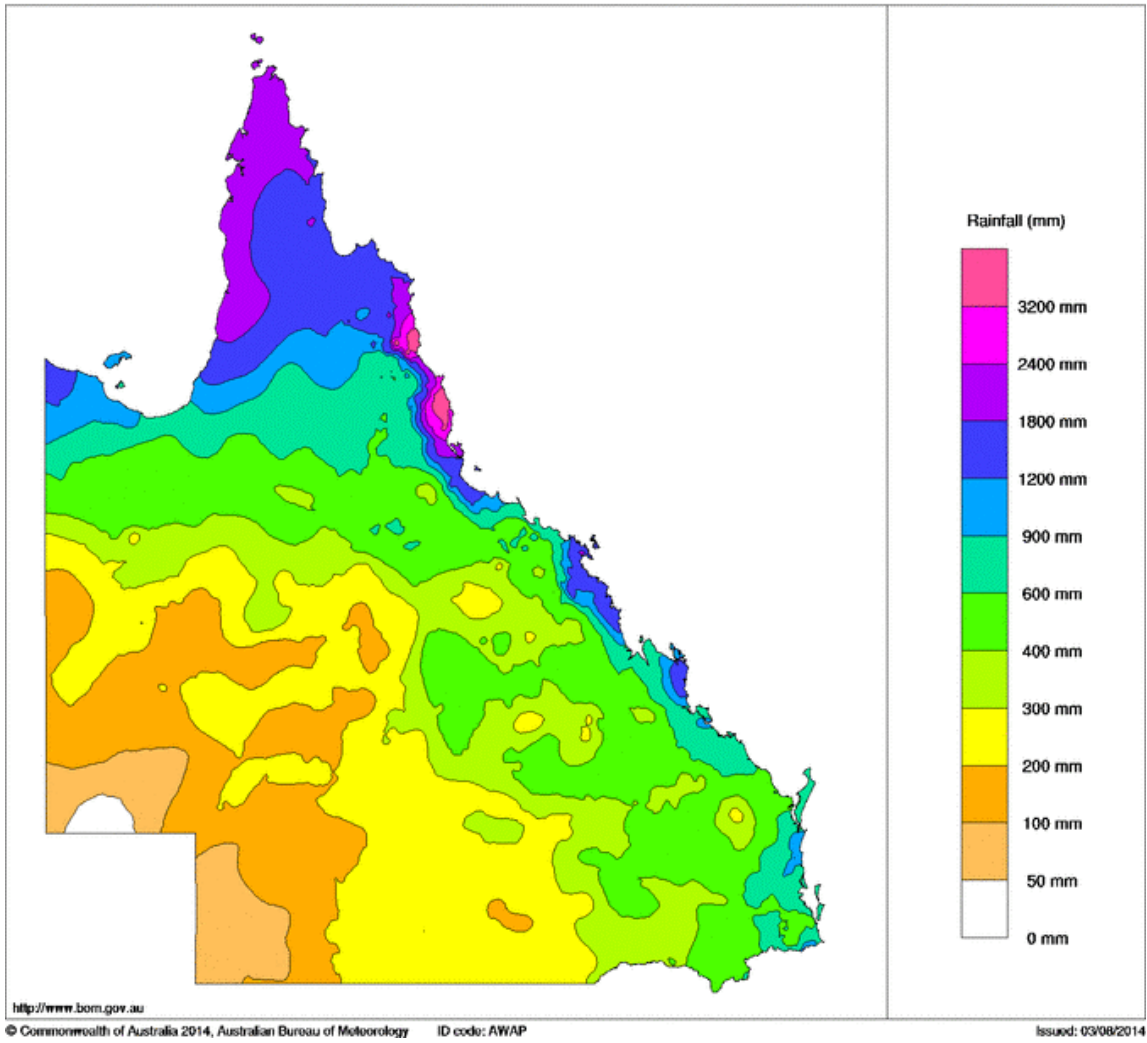 Rainfall (mm)
3200 mm
2400 mm
1800 mm
1200 mm
900 mm
600 mm
400 mm
300 mm
200 mm
100 mm
50 mm
0 mm
http://www.bom.gov.au
© Commonwealth of Australia 2014, Australian Bureau of Meteorology ID code: AWAP Issued: 03/08/2014